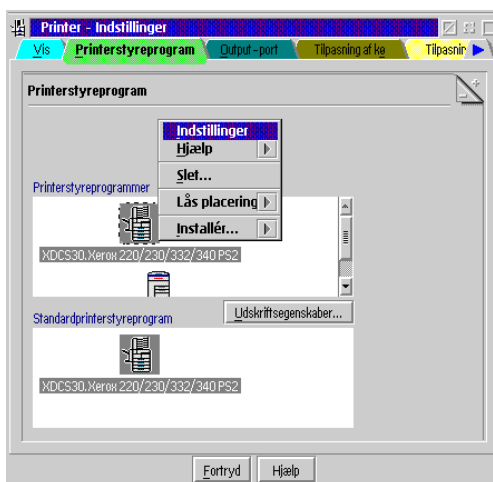 Printer - Indstillinger
Vis
Printerstyreprogram
Output-port
Tilpasning af kø
Tilpasnin
Printerstyreprogram
Indstillinger
Hjælp
Slet...
Lås placering
Installér...
Printerstyreprogrammer
XDCS30.Xerox 220/230/332/340 PS2
Udskriftsegenskaber...
Standardprinterstyreprogram
XDCS30.Xerox 220/230/332/340 PS2
Fortryd
Hjælp